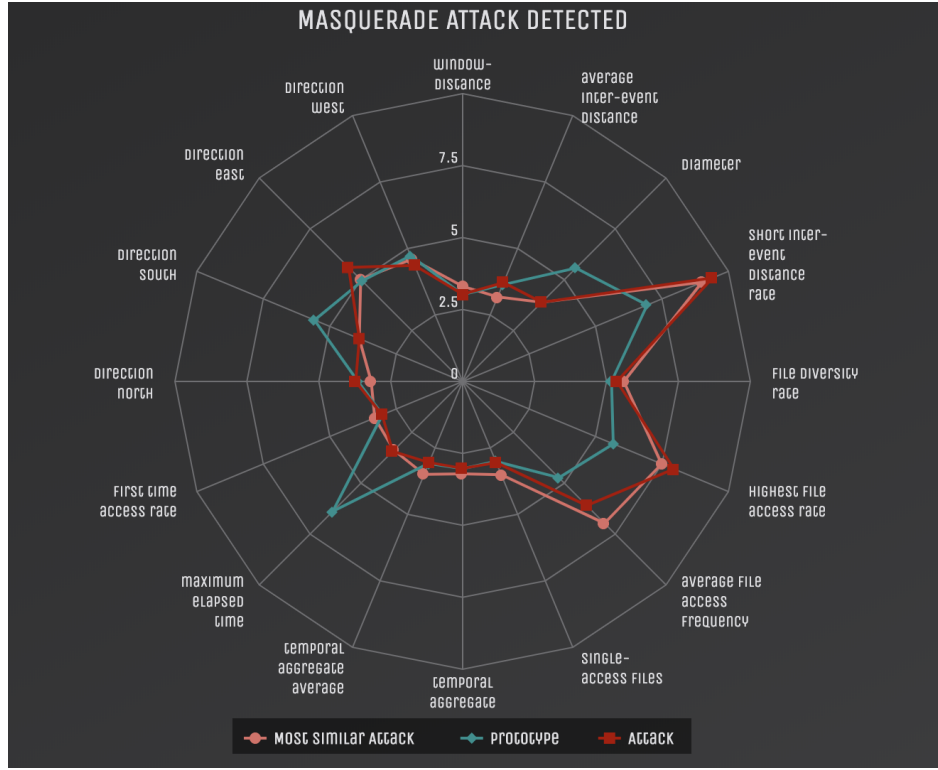 MASQUERADE ATTACK DETECTED
WINDOW-
DISTANCE
AVERAGE
INTER-EVENT
DISTANCE
DIAMETER
SHORT INTER-
EVENT
DISTANCE
RATE
FILE DIVERSITY
RATE
HIGHEST FILE
ACCESS RATE
AVERAGE FILE
ACCESS
FREQUENCY
SINGLE-
ACCESS FILES
TEMPORAL
AGGREGATE
TEMPORAL
AGGREGATE
AVERAGE
MAXIMUM
ELAPSED
TIME
FIRST TIME
ACCESS RATE
DIRECTION
NORTH
DIRECTION
SOUTH
DIRECTION
EAST
DIRECTION
WEST
7.5
5
2.5
0
MOST SIMILAR ATTACK PROTOTYPE ATTACK